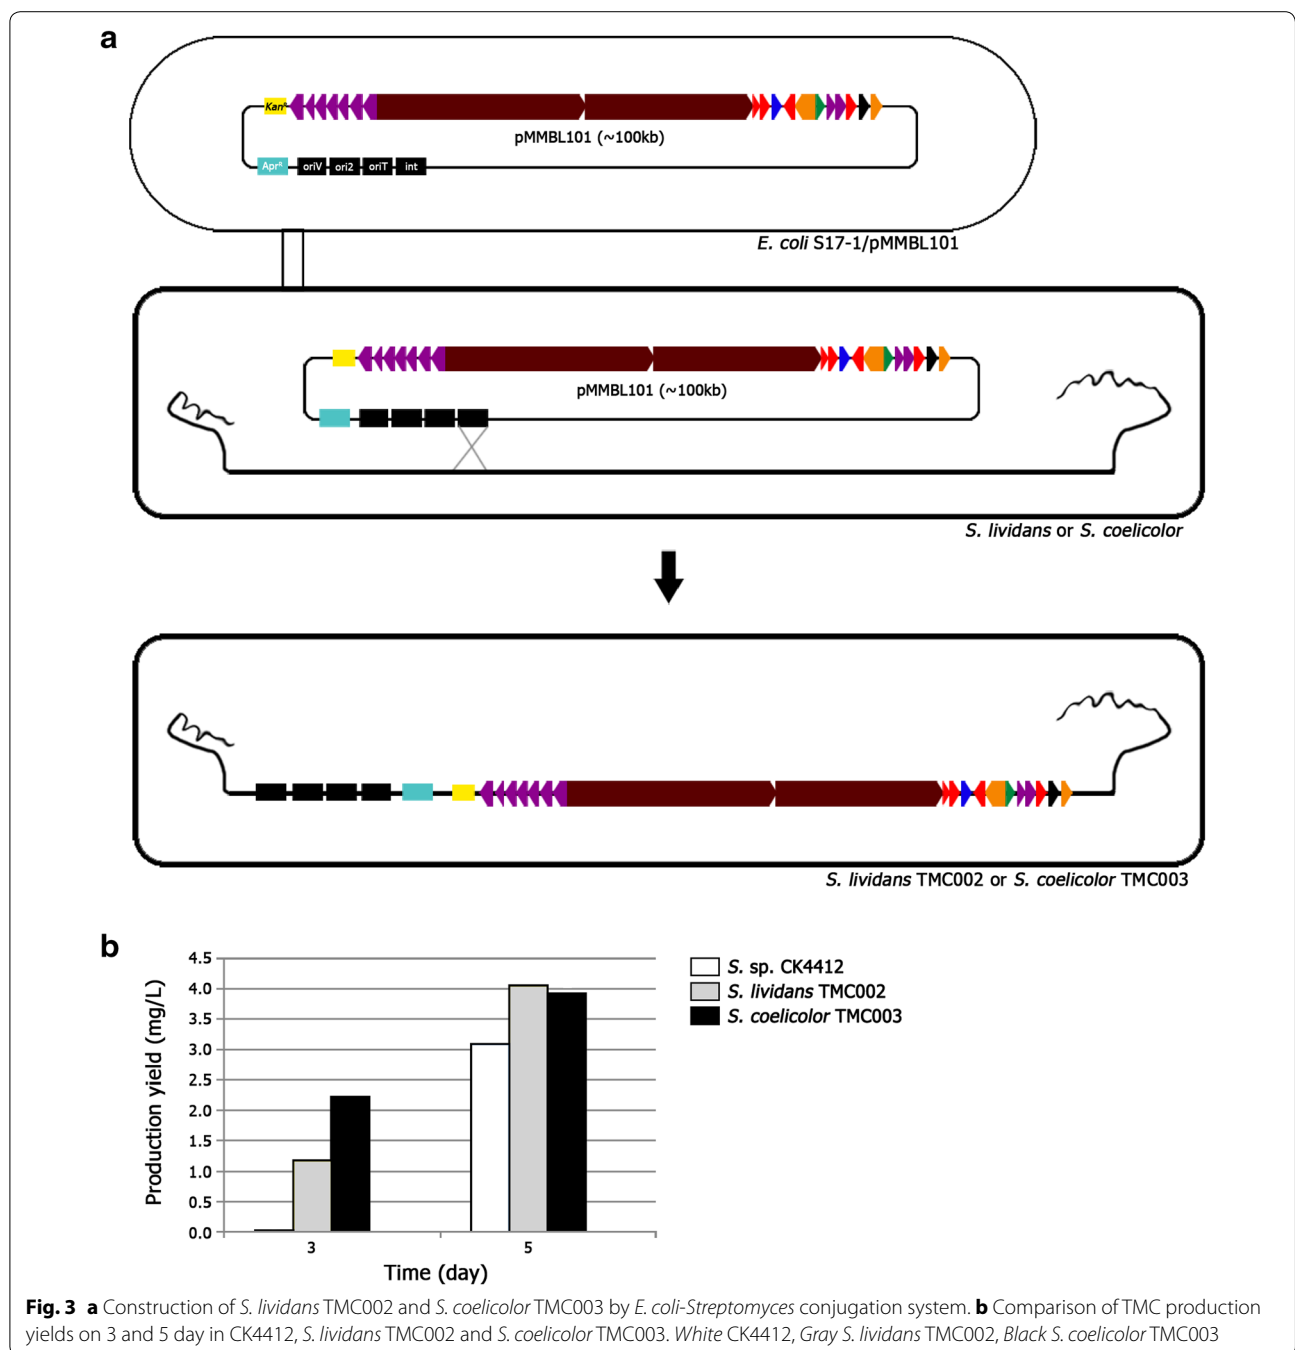 a
Kanᴿ
pMMBL101 (~100kb)
Aprᴿ oriV ori2 oriT int
E. coli S17-1/pMMBL101
pMMBL101 (~100kb)
S. lividans or S. coelicolor
S. lividans TMC002 or S. coelicolor TMC003
b
Production yield (mg/L)
4.5
4.0
3.5
3.0
2.5
2.0
1.5
1.0
0.5
0.0
3 5
Time (day)
S. sp. CK4412
S. lividans TMC002
S. coelicolor TMC003
Fig. 3 a Construction of S. lividans TMC002 and S. coelicolor TMC003 by E. coli-Streptomyces conjugation system. b Comparison of TMC production
yields on 3 and 5 day in CK4412, S. lividans TMC002 and S. coelicolor TMC003. White CK4412, Gray S. lividans TMC002, Black S. coelicolor TMC003